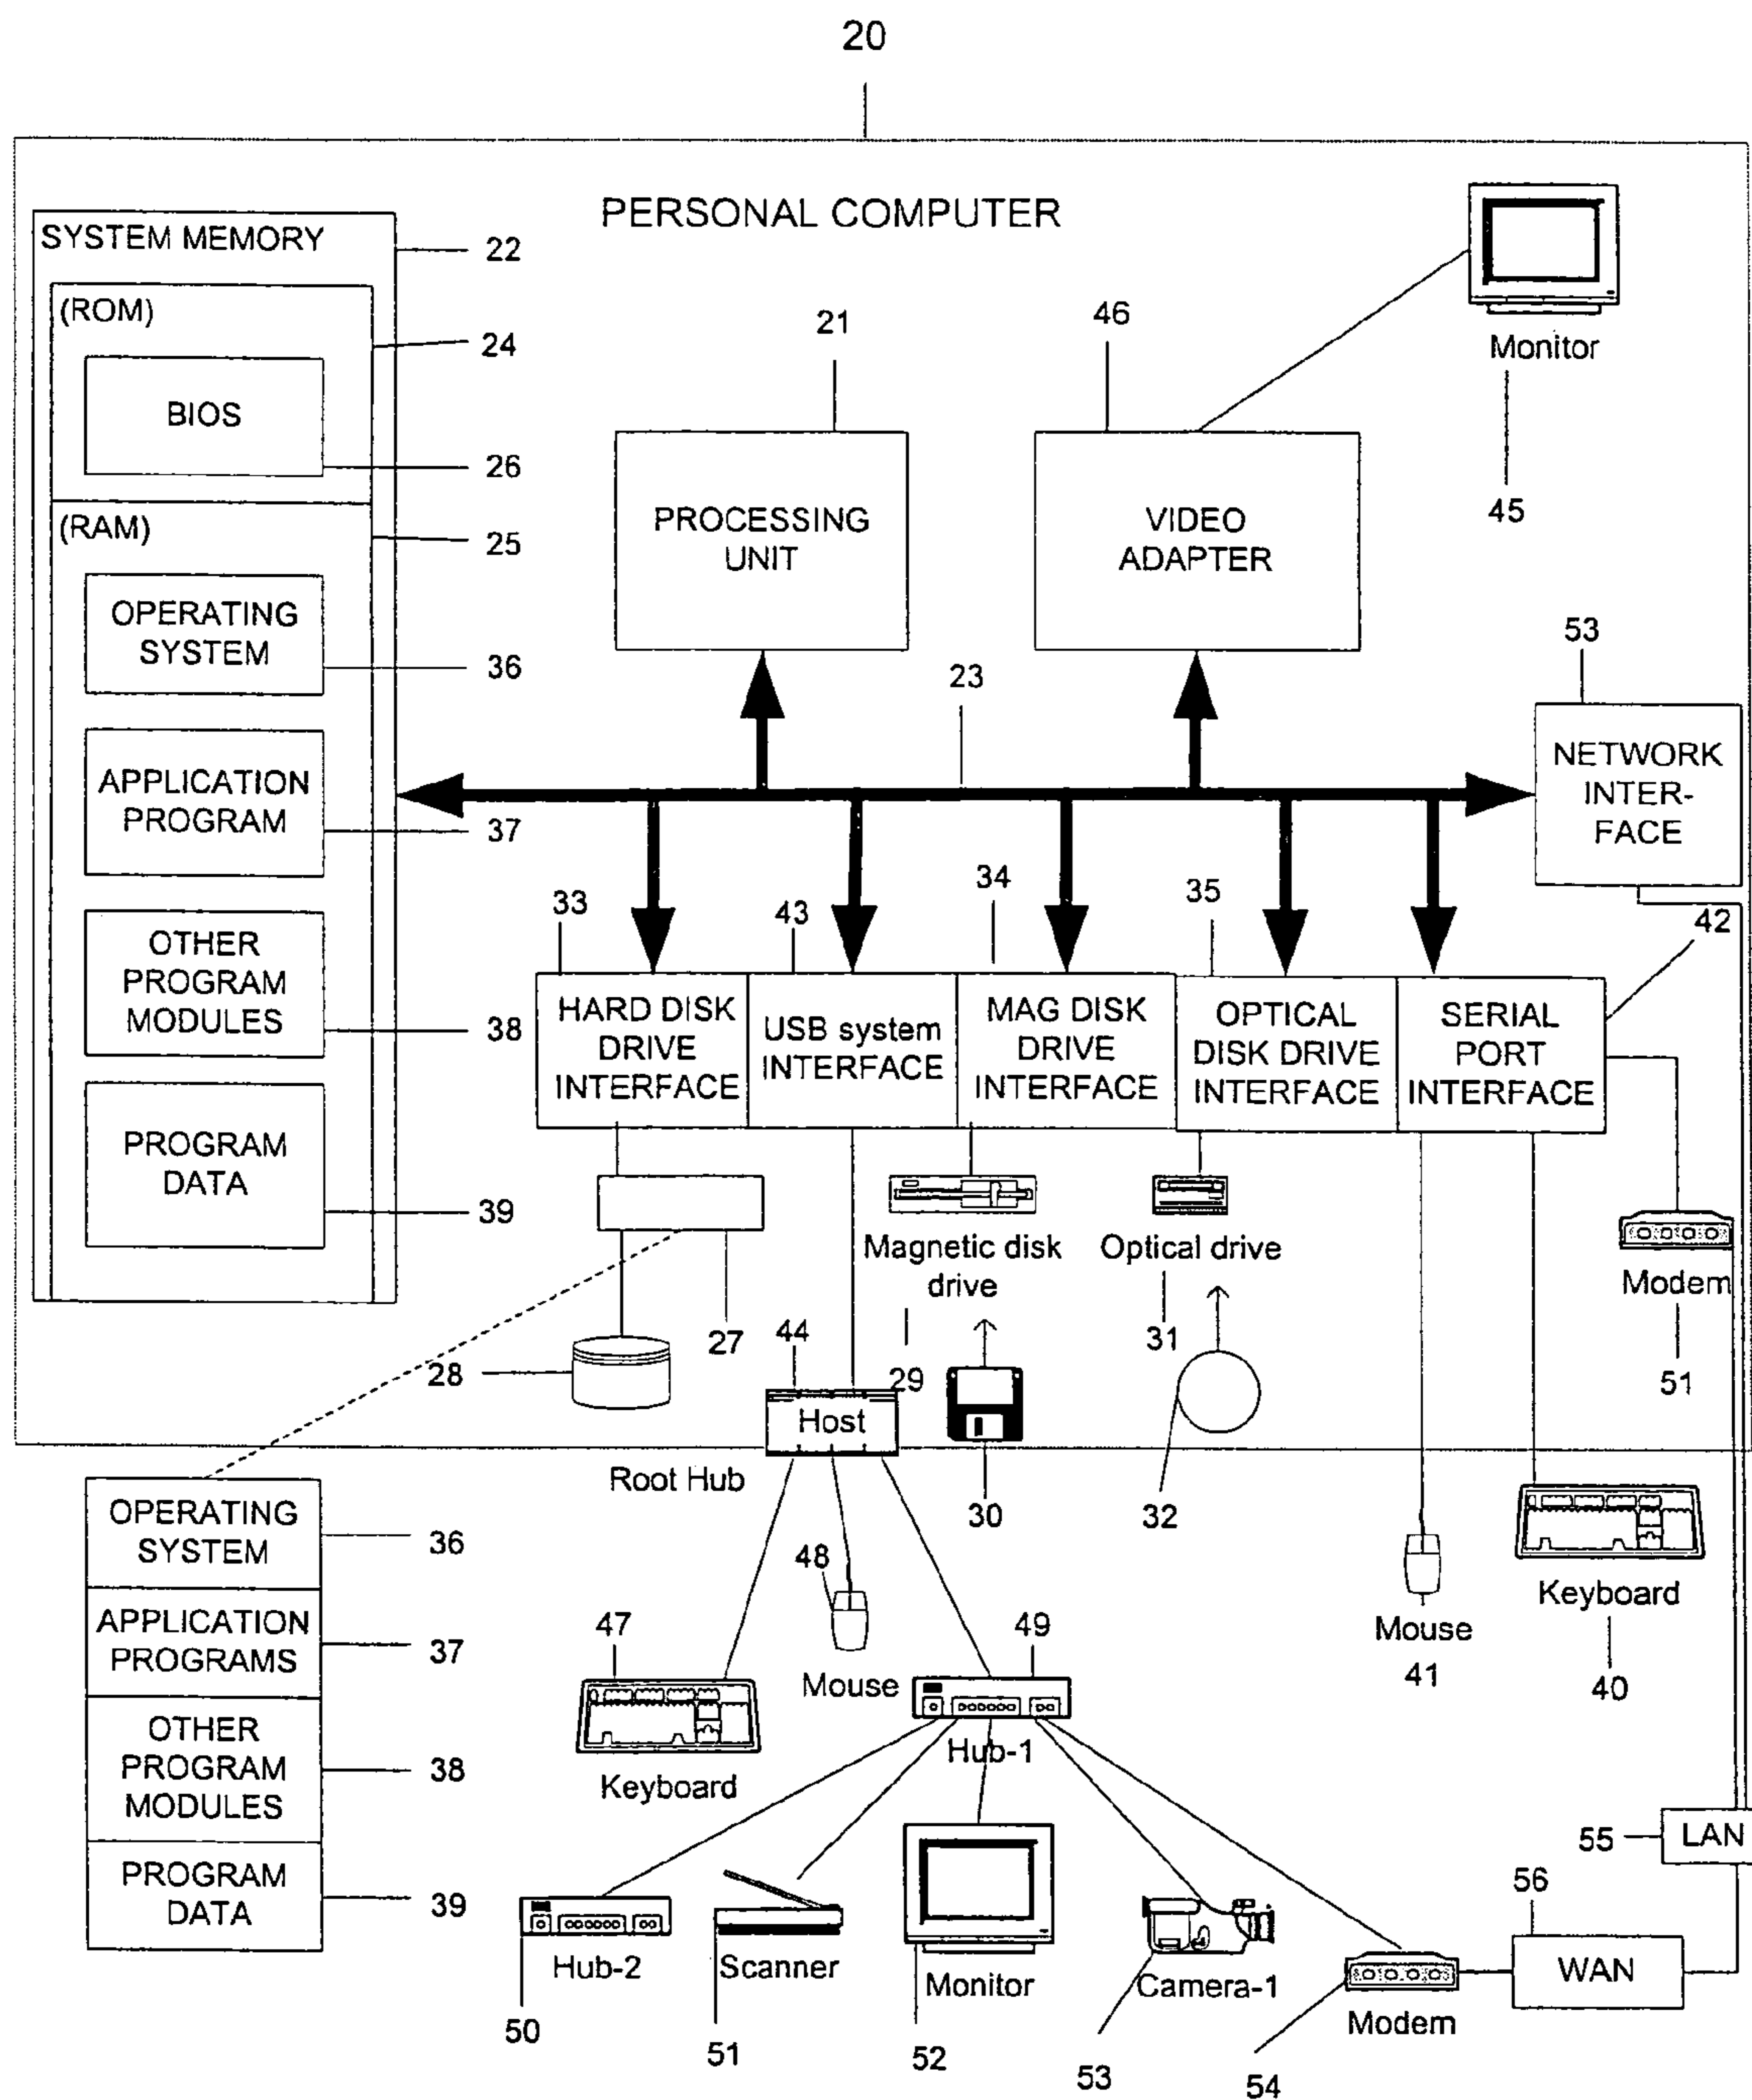 20
PERSONAL COMPUTER
SYSTEM MEMORY
22
(ROM)
24
BIOS
26
(RAM)
25
OPERATING
SYSTEM
36
APPLICATION
PROGRAM
37
OTHER
PROGRAM
MODULES
38
PROGRAM
DATA
39
21
PROCESSING
UNIT
46
VIDEO
ADAPTER
Monitor
45
23
53
NETWORK
INTER-
FACE
33
HARD DISK
DRIVE
INTERFACE
43
USB system
INTERFACE
34
MAG DISK
DRIVE
INTERFACE
35
OPTICAL
DISK DRIVE
INTERFACE
42
SERIAL
PORT
INTERFACE
27
28
44
Host
Root Hub
Magnetic disk
drive
29
30
Optical drive
31
32
Modem
51
OPERATING
SYSTEM
36
APPLICATION
PROGRAMS
37
OTHER
PROGRAM
MODULES
38
PROGRAM
DATA
39
47
Keyboard
48
Mouse
49
Hub-1
Mouse
41
Keyboard
40
Hub-2
50
Scanner
51
Monitor
52
Camera-1
53
Modem
54
55
LAN
56
WAN